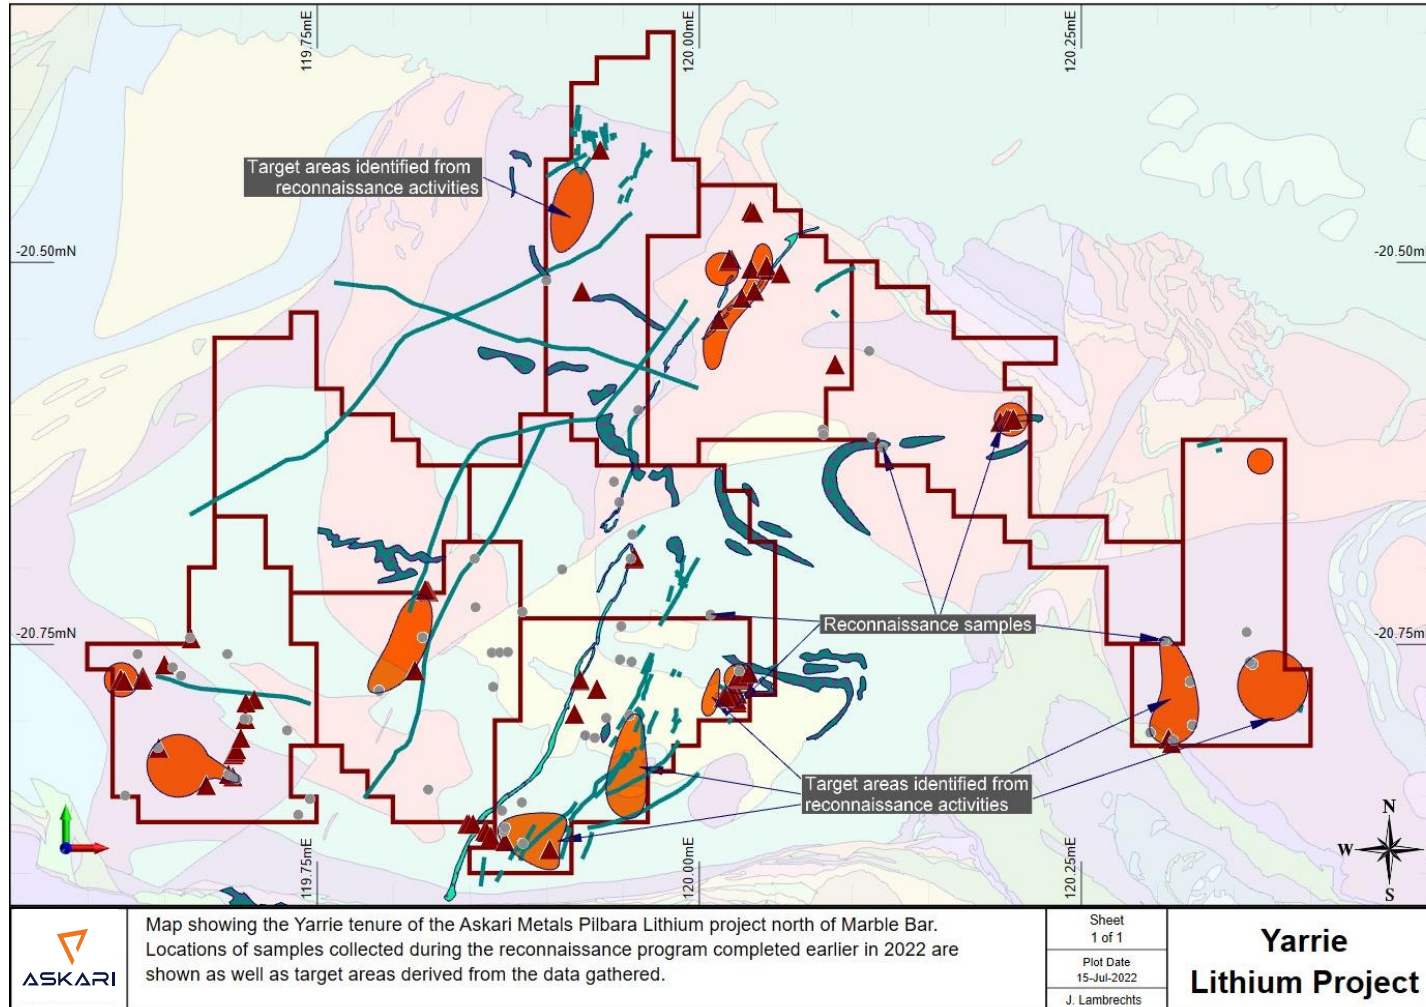 119.75mE
120.00mE
120.25mE
Target areas identified from
reconnaissance activities
-20.50mN
-20.50mN
Reconnaissance samples
-20.75mN
-20.75mN
Target areas identified from
reconnaissance activities
119.75mE
120.00mE
120.25mE
N
W
S
ASKARI
Map showing the Yarrie tenure of the Askari Metals Pilbara Lithium project north of Marble Bar.
Locations of samples collected during the reconnaissance program completed earlier in 2022 are
shown as well as target areas derived from the data gathered.
Sheet
1 of 1
Plot Date
15-Jul-2022
J. Lambrechts
Yarrie
Lithium Project